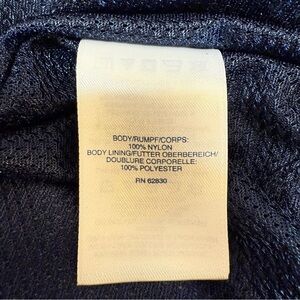 BODY/RUMPF/CORPS:
100% NYLON
BODY LINING/FUTTER OBERBEREICH/
DOUBLURE CORPORELLE:
100% POLYESTER
RN 62830